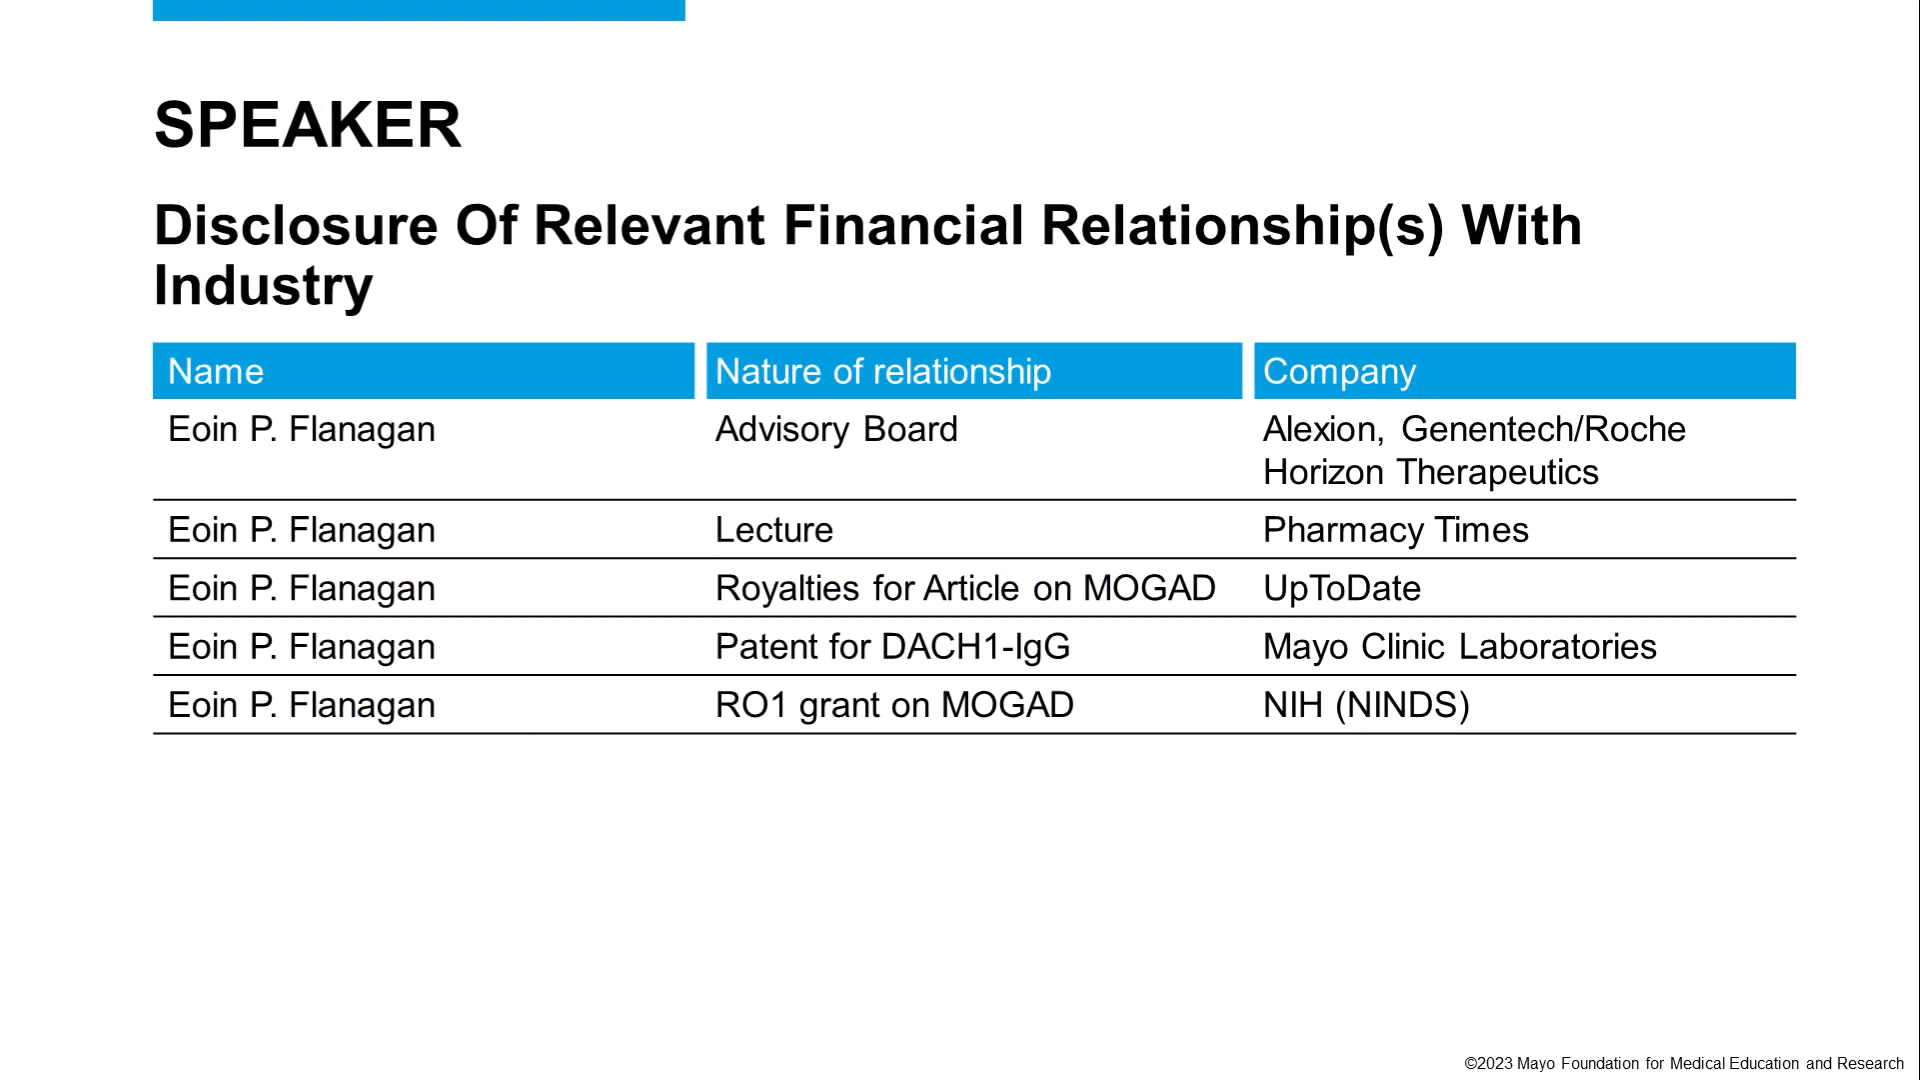 SPEAKER
Disclosure Of Relevant Financial Relationship(s) With
Industry
Name Nature of relationship Company
Eoin P. Flanagan Advisory Board Alexion, Genentech/Roche
Horizon Therapeutics
Eoin P. Flanagan Lecture Pharmacy Times
Eoin P. Flanagan Royalties for Article on MOGAD UpToDate
Eoin P. Flanagan Patent for DACH1-IgG Mayo Clinic Laboratories
Eoin P. Flanagan RO1 grant on MOGAD NIH (NINDS)
©2023 Mayo Foundation for Medical Education and Research